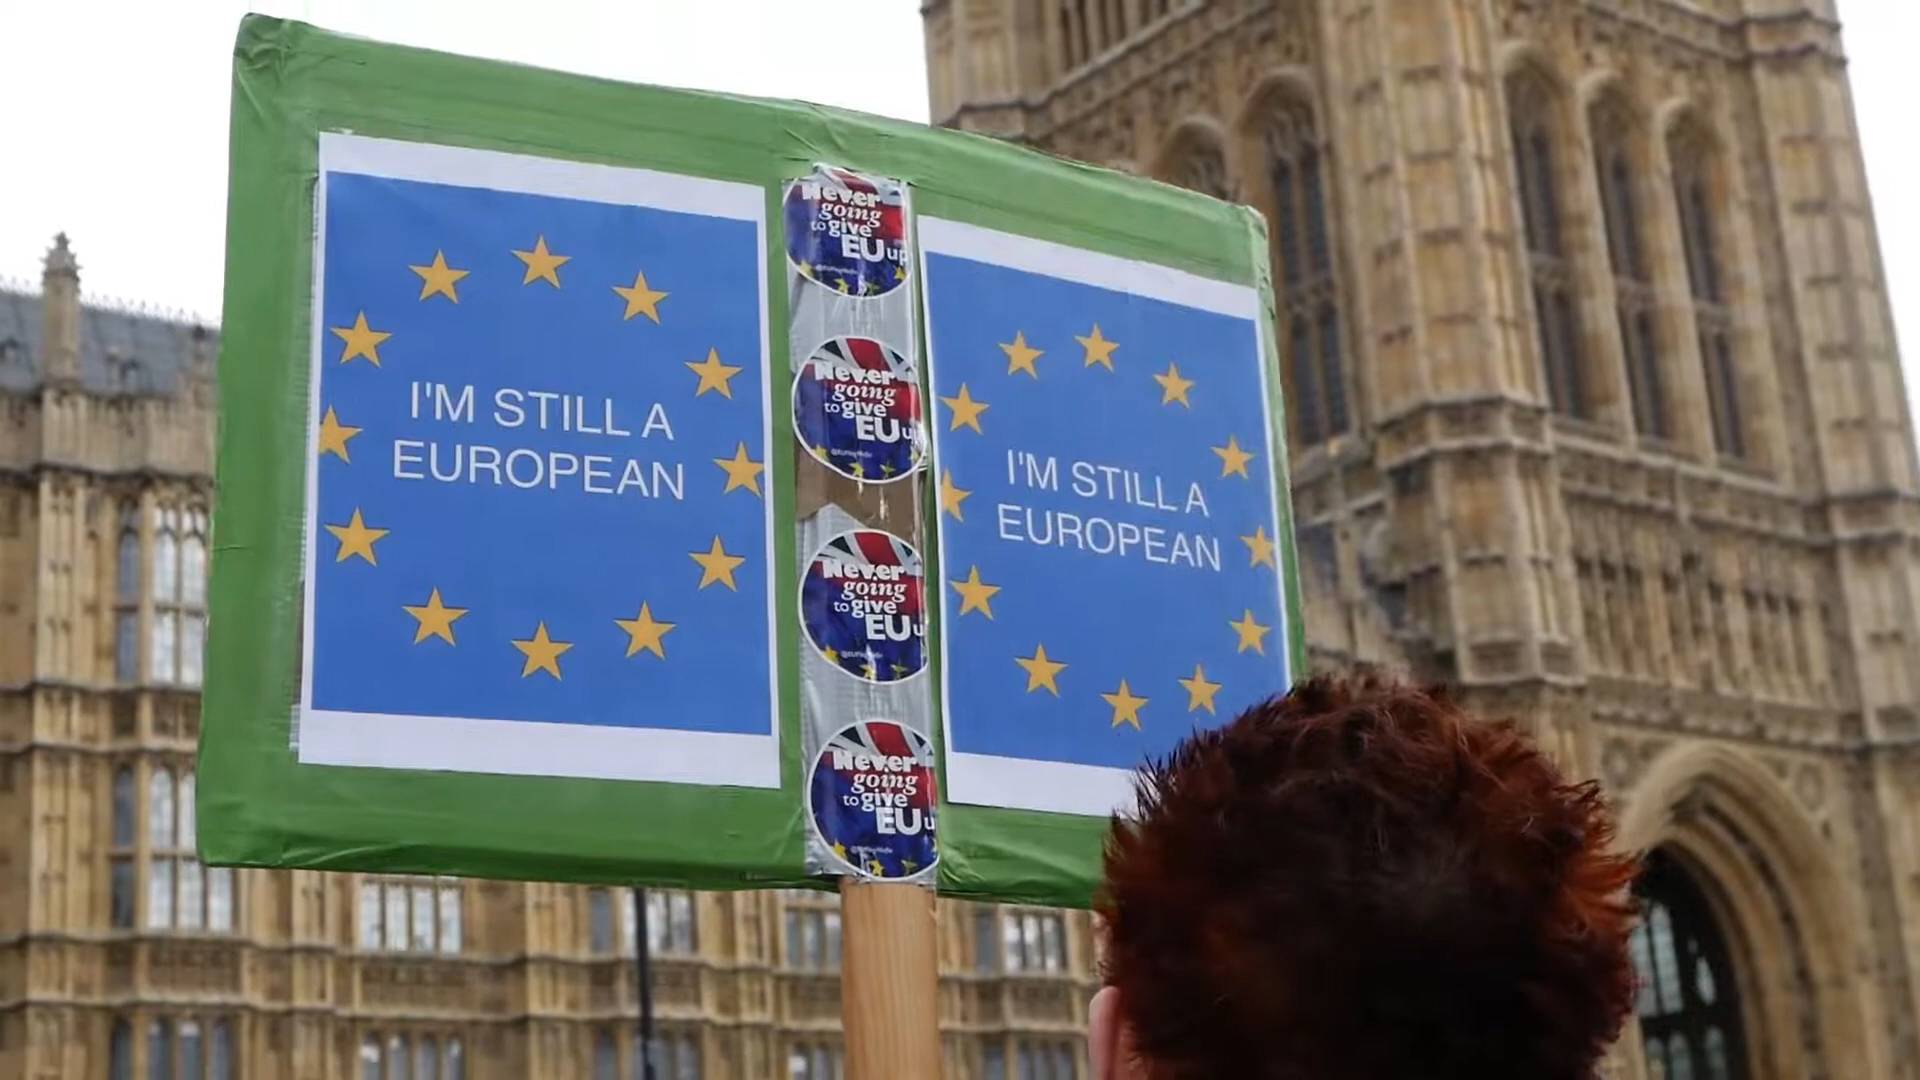 I'M STILL A
EUROPEAN
Never
going
to give
EU up
Never
going
to give
EU
Never
going
to give
EU
Never
going
to give
EU
I'M STILL A
EUROPEAN